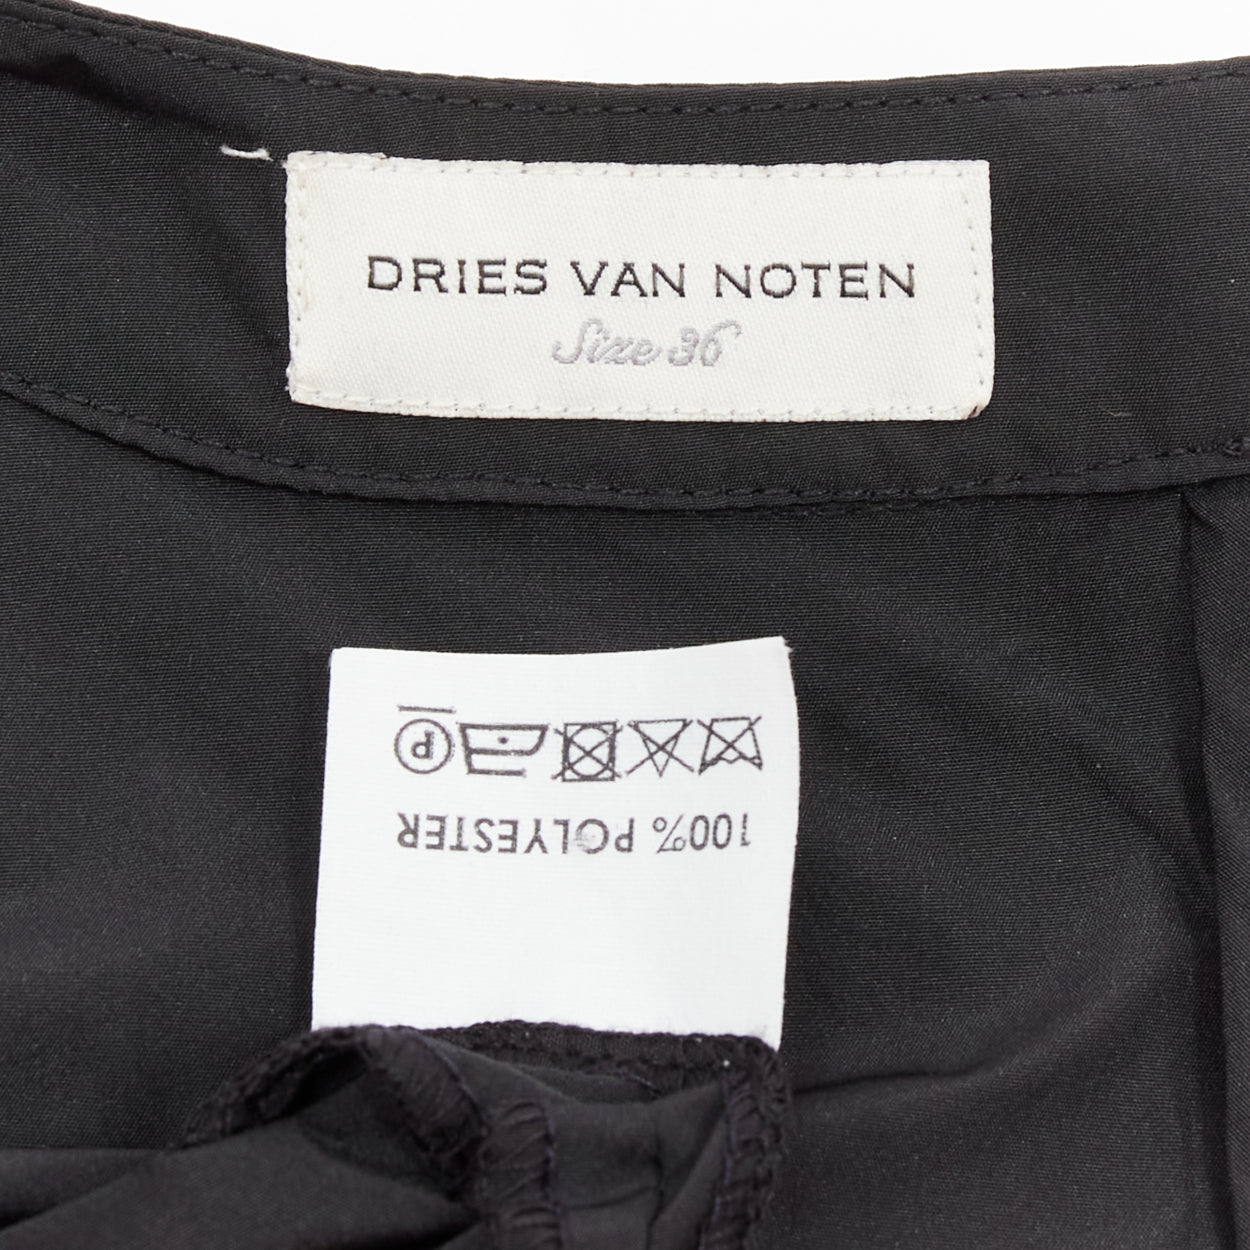 DRIES VAN NOTEN
Size 36
100% POLYESTER
P